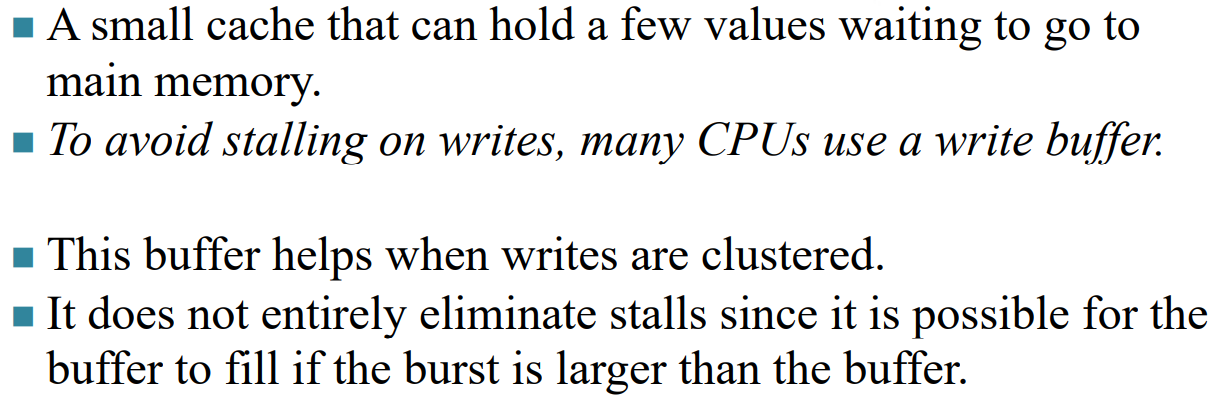 ■ A small cache that can hold a few values waiting to go to
main memory.
■ To avoid stalling on writes, many CPUs use a write buffer.
■ This buffer helps when writes are clustered.
■ It does not entirely eliminate stalls since it is possible for the
buffer to fill if the burst is larger than the buffer.